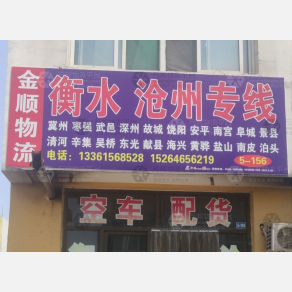 金顺物流
衡水 沧州专线
冀州 枣强 武邑 深州 故城 饶阳 安平 南宫 阜城 景县
清河 辛集 吴桥 东光 献县 海兴 黄骅 盐山 南皮 泊头
电话：13361568528 15264656219
5-156
空车 配货